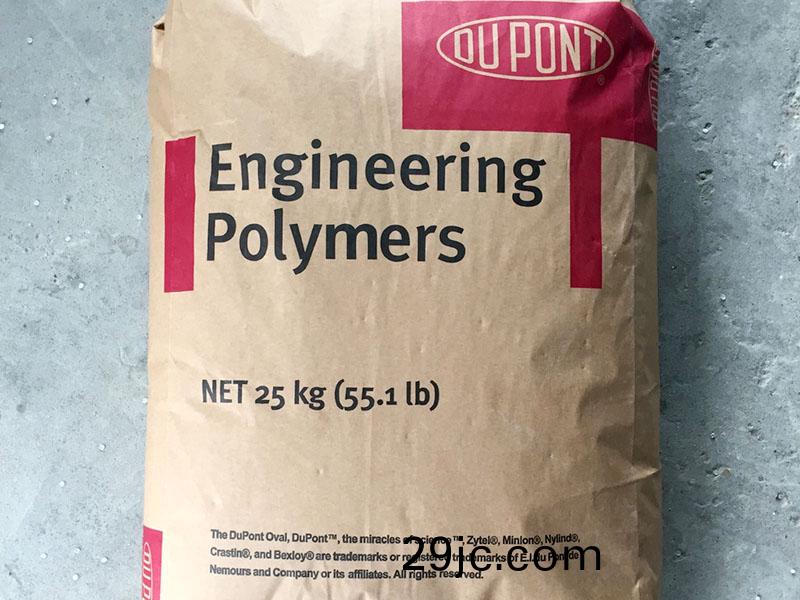 DU PONT
®
Engineering
Polymers
NET 25 kg (55.1 lb)
The DuPont Oval, DuPont™, the miracles of science™, Zytel®, Minlon®, Nylind®,
Crastin®, and Bexloy® are trademarks or registered trademarks of E.I.du Pont de
Nemours and Company or its affiliates. All rights reserved.
29jc.com